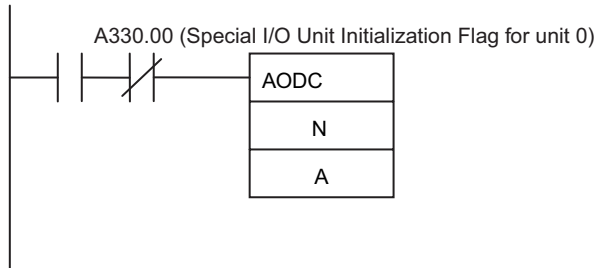 A330.00 (Special I/O Unit Initialization Flag for unit 0)
AODC
N
A